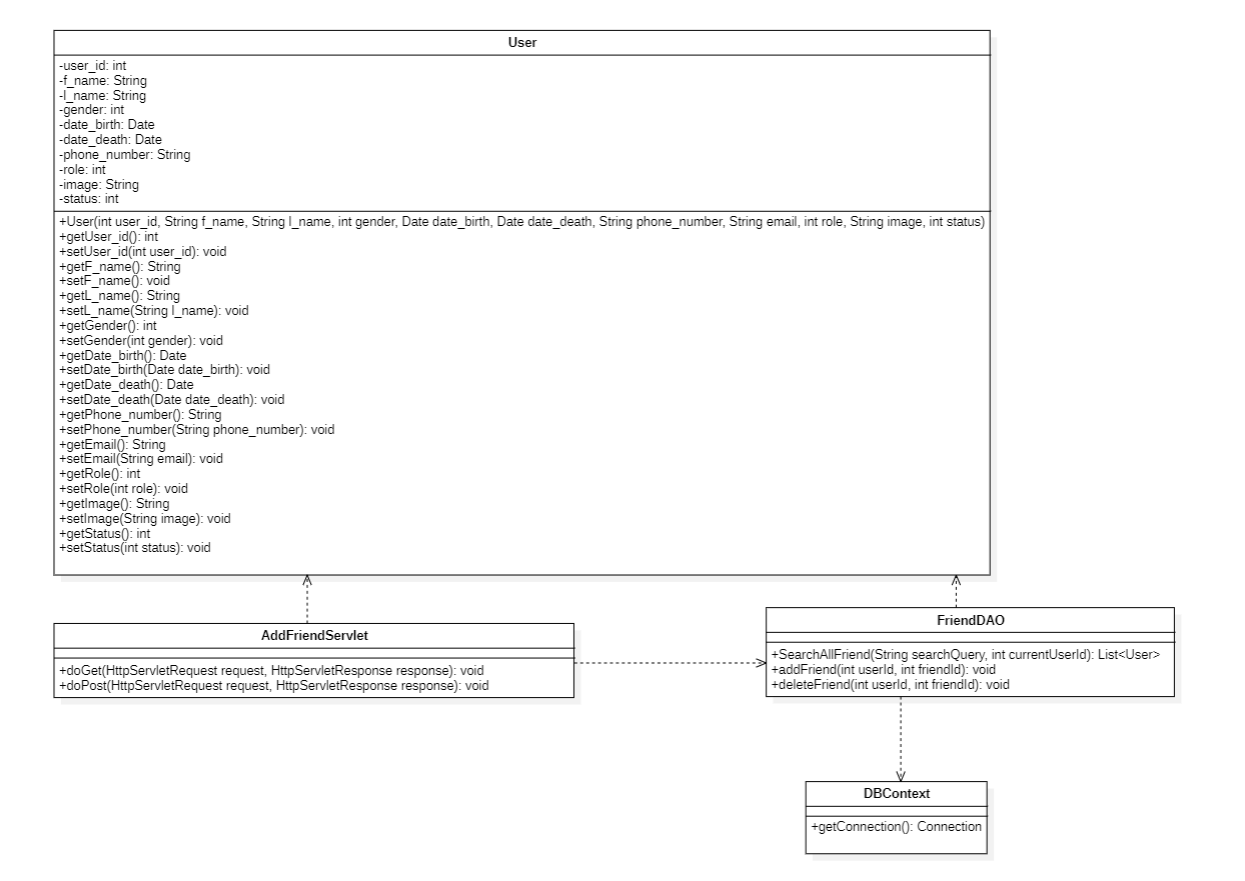 User
-user_id: int
-f_name: String
-l_name: String
-gender: int
-date_birth: Date
-date_death: Date
-phone_number: String
-role: int
-image: String
-status: int
+User(int user_id, String f_name, String l_name, int gender, Date date_birth, Date date_death, String phone_number, String email, int role, String image, int status)
+getUser_id(): int
+setUser_id(int user_id): void
+getF_name(): String
+setF_name(): void
+getL_name(): String
+setL_name(String l_name): void
+getGender(): int
+setGender(int gender): void
+getDate_birth(): Date
+setDate_birth(Date date_birth): void
+getDate_death(): Date
+setDate_death(Date date_death): void
+getPhone_number(): String
+setPhone_number(String phone_number): void
+getEmail(): String
+setEmail(String email): void
+getRole(): int
+setRole(int role): void
+getImage(): String
+setImage(String image): void
+getStatus(): int
+setStatus(int status): void
AddFriendServlet
+doGet(HttpServletRequest request, HttpServletResponse response): void
+doPost(HttpServletRequest request, HttpServletResponse response): void
FriendDAO
+SearchAllFriend(String searchQuery, int currentUserId): List<User>
+addFriend(int userId, int friendId): void
+deleteFriend(int userId, int friendId): void
DBContext
+getConnection(): Connection